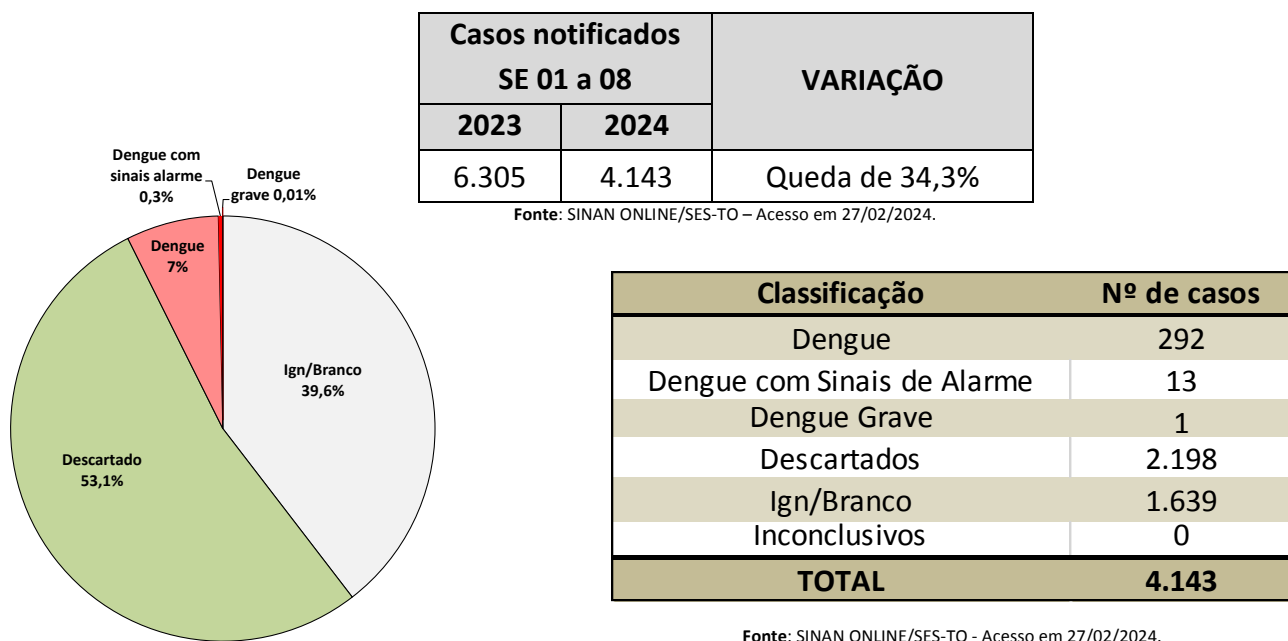 Casos notificados
SE 01 a 08
VARIAÇÃO
2023 2024
6.305 4.143 Queda de 34,3%
Fonte: SINAN ONLINE/SES-TO – Acesso em 27/02/2024.
Dengue com
sinais alarme
0,3%
Dengue
grave 0,01%
Dengue
7%
Ign/Branco
39,6%
Descartado
53,1%
Classificação Nº de casos
Dengue 292
Dengue com Sinais de Alarme 13
Dengue Grave 1
Descartados 2.198
Ign/Branco 1.639
Inconclusivos 0
TOTAL 4.143
Fonte: SINAN ONLINE/SES-TO - Acesso em 27/02/2024.